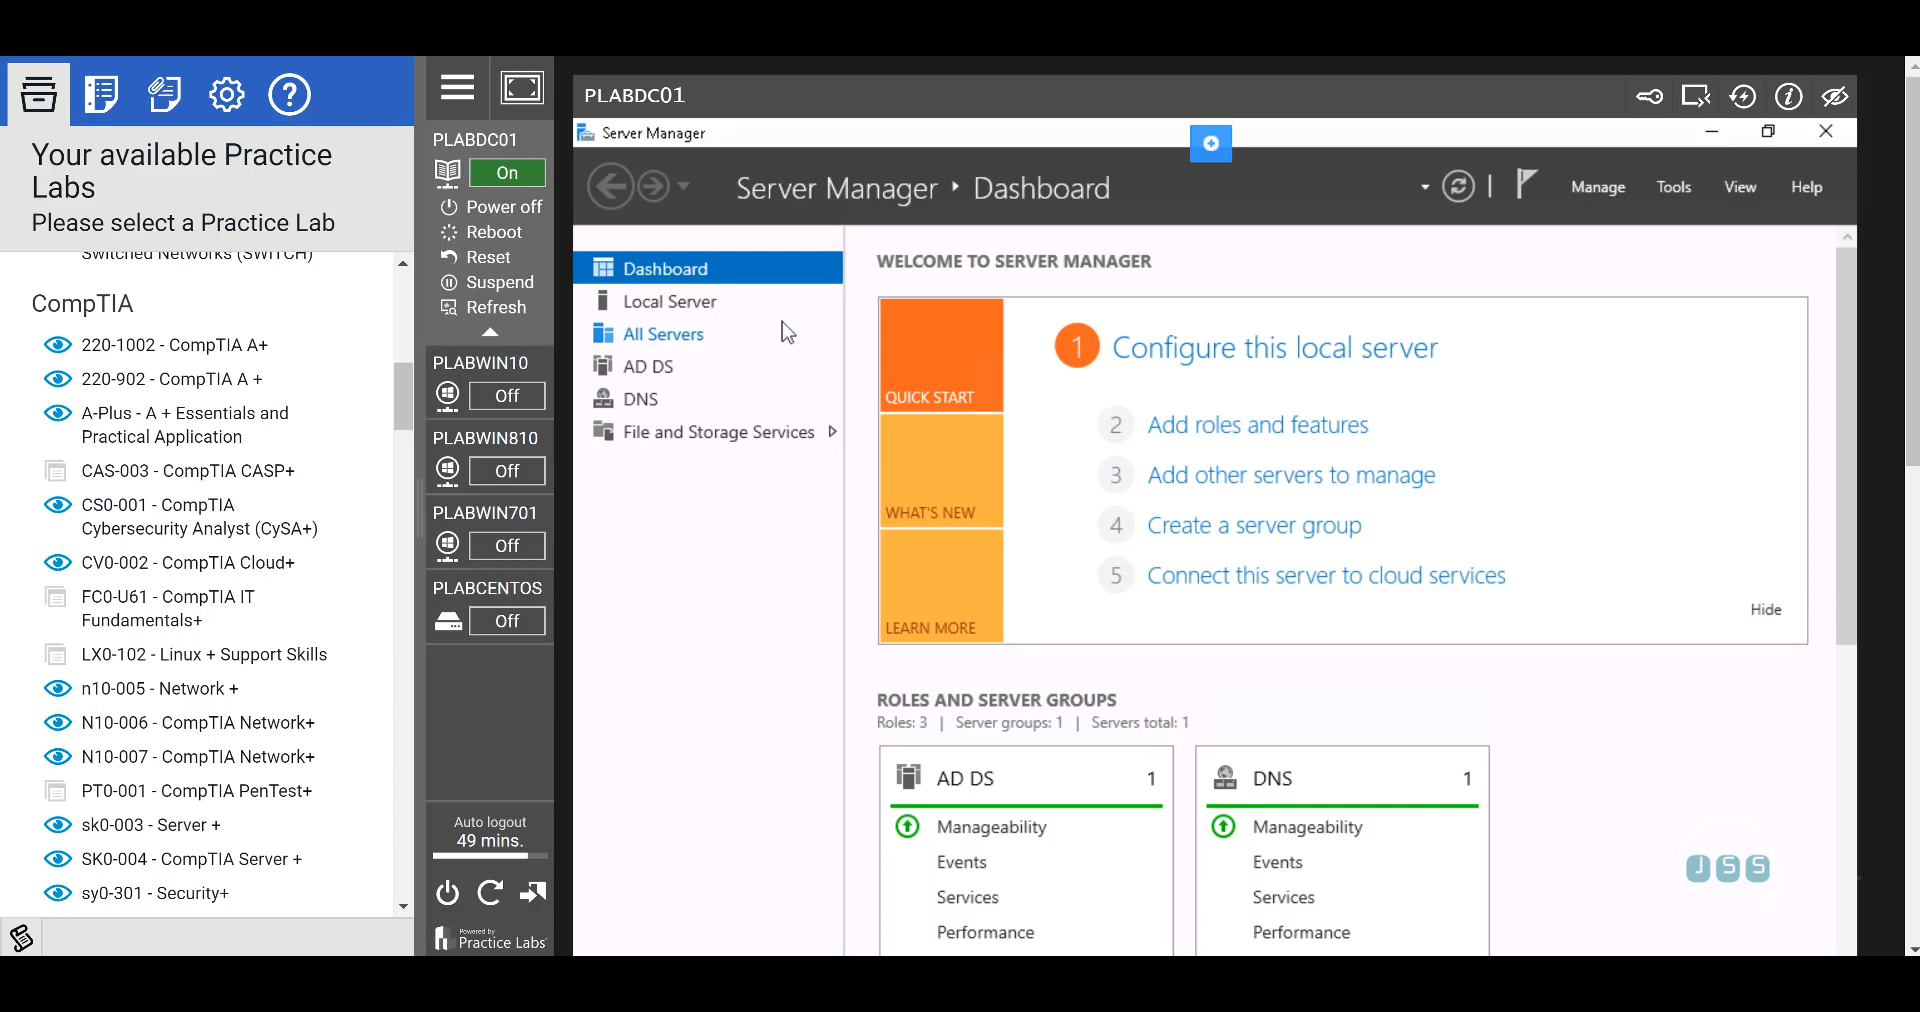 Your available Practice
Labs
Please select a Practice Lab
Switched Networks (SWITCH)
CompTIA
220-1002 - CompTIA A+
220-902 - CompTIA A +
A-Plus - A + Essentials and
Practical Application
CAS-003 - CompTIA CASP+
CS0-001 - CompTIA
Cybersecurity Analyst (CySA+)
CV0-002 - CompTIA Cloud+
FC0-U61 - CompTIA IT
Fundamentals+
LX0-102 - Linux + Support Skills
n10-005 - Network +
N10-006 - CompTIA Network+
N10-007 - CompTIA Network+
PT0-001 - CompTIA PenTest+
sk0-003 - Server +
SK0-004 - CompTIA Server +
sy0-301 - Security+
PLABDC01
On
Power off
Reboot
Reset
Suspend
Refresh
PLABWIN10
Off
PLABWIN810
Off
PLABWIN701
Off
PLABCENTOS
Off
Auto logout
49 mins.
Powered by
Practice Labs
PLABDC01
Server Manager
Server Manager
Dashboard
Manage
Tools
View
Help
Dashboard
Local Server
All Servers
AD DS
DNS
File and Storage Services
WELCOME TO SERVER MANAGER
QUICK START
WHAT'S NEW
LEARN MORE
1 Configure this local server
2 Add roles and features
3 Add other servers to manage
4 Create a server group
5 Connect this server to cloud services
Hide
ROLES AND SERVER GROUPS
Roles: 3 | Server groups: 1 | Servers total: 1
AD DS 1
Manageability
Events
Services
Performance
DNS 1
Manageability
Events
Services
Performance
JSS